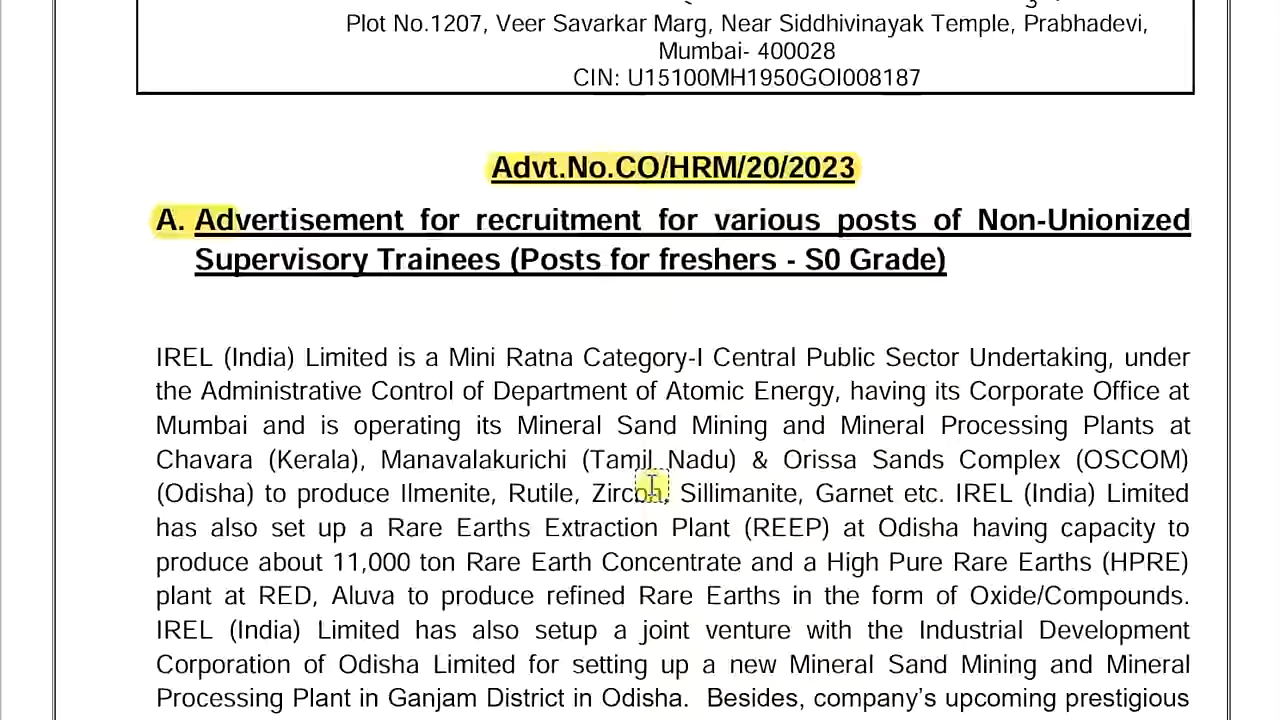 Plot No.1207, Veer Savarkar Marg, Near Siddhivinayak Temple, Prabhadevi,
Mumbai- 400028
CIN: U15100MH1950GOI008187
Advt.No.CO/HRM/20/2023
A. Advertisement for recruitment for various posts of Non-Unionized
Supervisory Trainees (Posts for freshers - S0 Grade)
IREL (India) Limited is a Mini Ratna Category-I Central Public Sector Undertaking, under
the Administrative Control of Department of Atomic Energy, having its Corporate Office at
Mumbai and is operating its Mineral Sand Mining and Mineral Processing Plants at
Chavara (Kerala), Manavalakurichi (Tamil Nadu) & Orissa Sands Complex (OSCOM)
(Odisha) to produce Ilmenite, Rutile, Zircon, Sillimanite, Garnet etc. IREL (India) Limited
has also set up a Rare Earths Extraction Plant (REEP) at Odisha having capacity to
produce about 11,000 ton Rare Earth Concentrate and a High Pure Rare Earths (HPRE)
plant at RED, Aluva to produce refined Rare Earths in the form of Oxide/Compounds.
IREL (India) Limited has also setup a joint venture with the Industrial Development
Corporation of Odisha Limited for setting up a new Mineral Sand Mining and Mineral
Processing Plant in Ganjam District in Odisha. Besides, company's upcoming prestigious